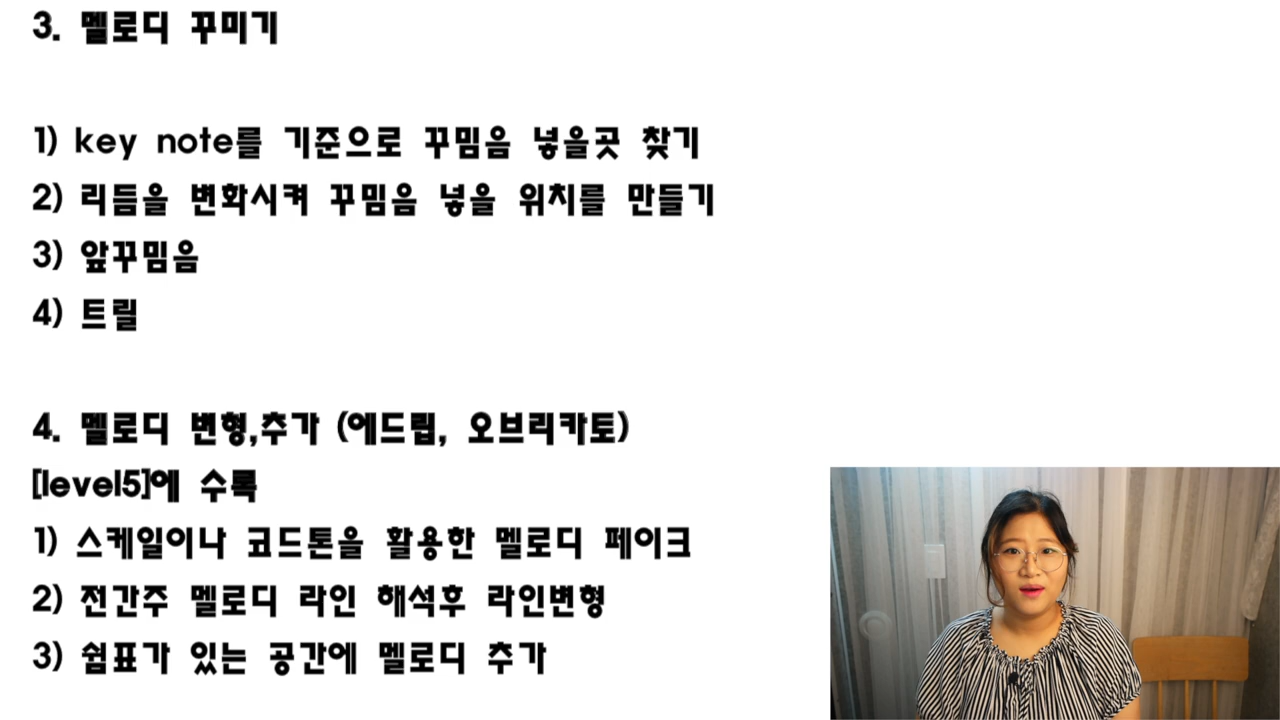 3. 멜로디 꾸미기
1) key note를 기준으로 꾸밈음 넣을곳 찾기
2) 리듬을 변화시켜 꾸밈음 넣을 위치를 만들기
3) 앞꾸밈음
4) 트릴
4. 멜로디 변형,추가 (에드립, 오브리카토)
[level5]에 수록
1) 스케일이나 코드톤을 활용한 멜로디 페이크
2) 전간주 멜로디 라인 해석후 라인변형
3) 쉼표가 있는 공간에 멜로디 추가